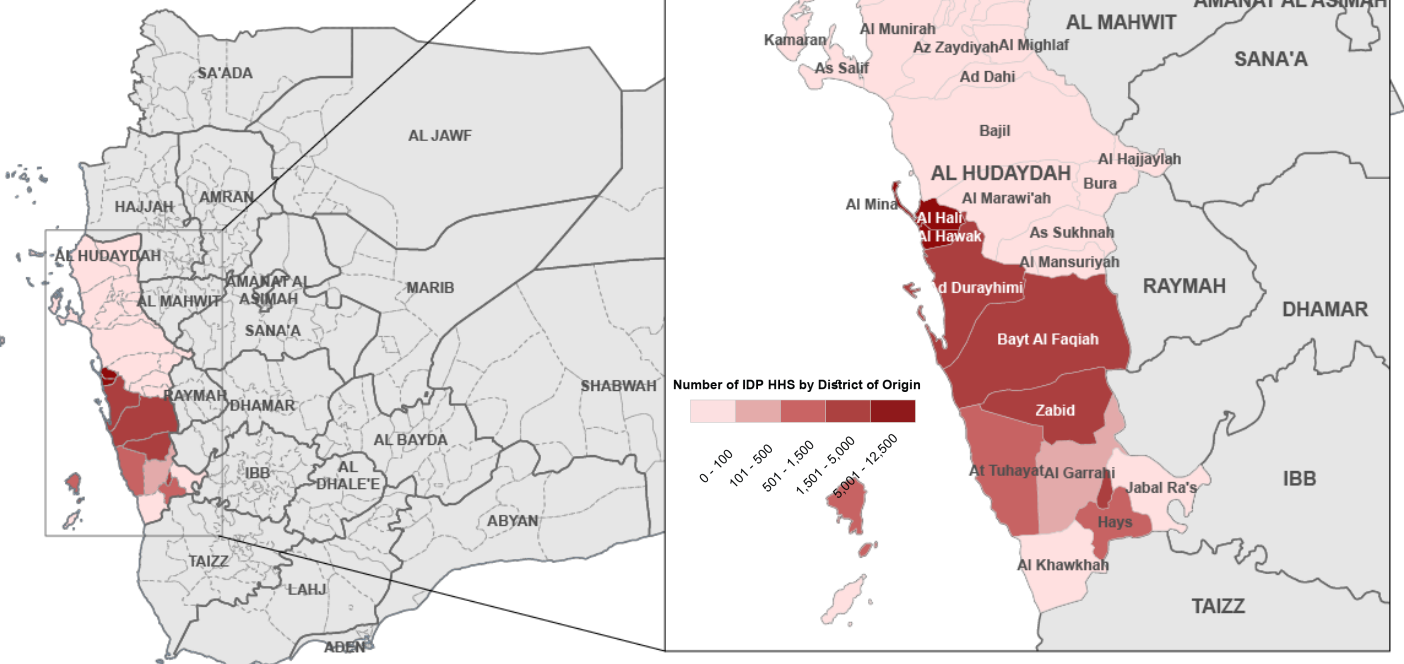 SA'ADA
AL JAWF
HAJJAH
AMRAN
AL HUDAYDAH
AMANAT AL
ASIMAH
AL MAHWIT
MARIB
SANA'A
RAYMAH
DHAMAR
SHABWAH
AL BAYDA
IBB
AL
DHALE'E
ABYAN
TAIZZ
LAHJ
ADEN
AMANAT AL ASIMAH
AL MAHWIT
SANA'A
Al Munirah
Kamaran
Az Zaydiyah
Al Mighlaf
As Salif
Ad Dahi
Bajil
Al Hajjaylah
AL HUDAYDAH
Bura
Al Marawi'ah
Al Mina
Al Hali
Al Hawak
As Sukhnah
Al Mansuriyah
d Durayhimi
RAYMAH
DHAMAR
Bayt Al Faqiah
Number of IDP HHS by District of Origin
0 - 100
101 - 500
501 - 1,500
1,501 - 5,000
5,001 - 12,500
Zabid
At Tuhayat
Al Garrahi
Jabal Ra's
IBB
Hays
Al Khawkhah
TAIZZ